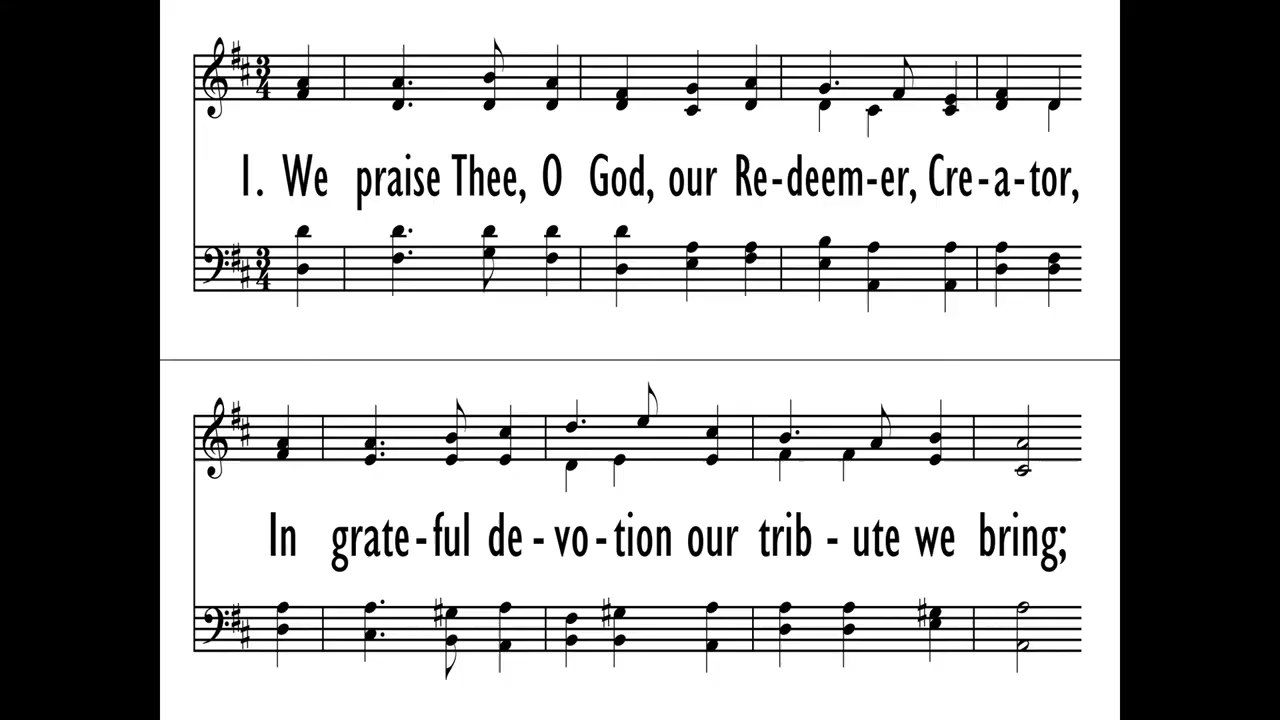 1. We praise Thee, O God, our Re-deem-er, Cre-a-tor,
In grate-ful de-vo-tion our trib-ute we bring;